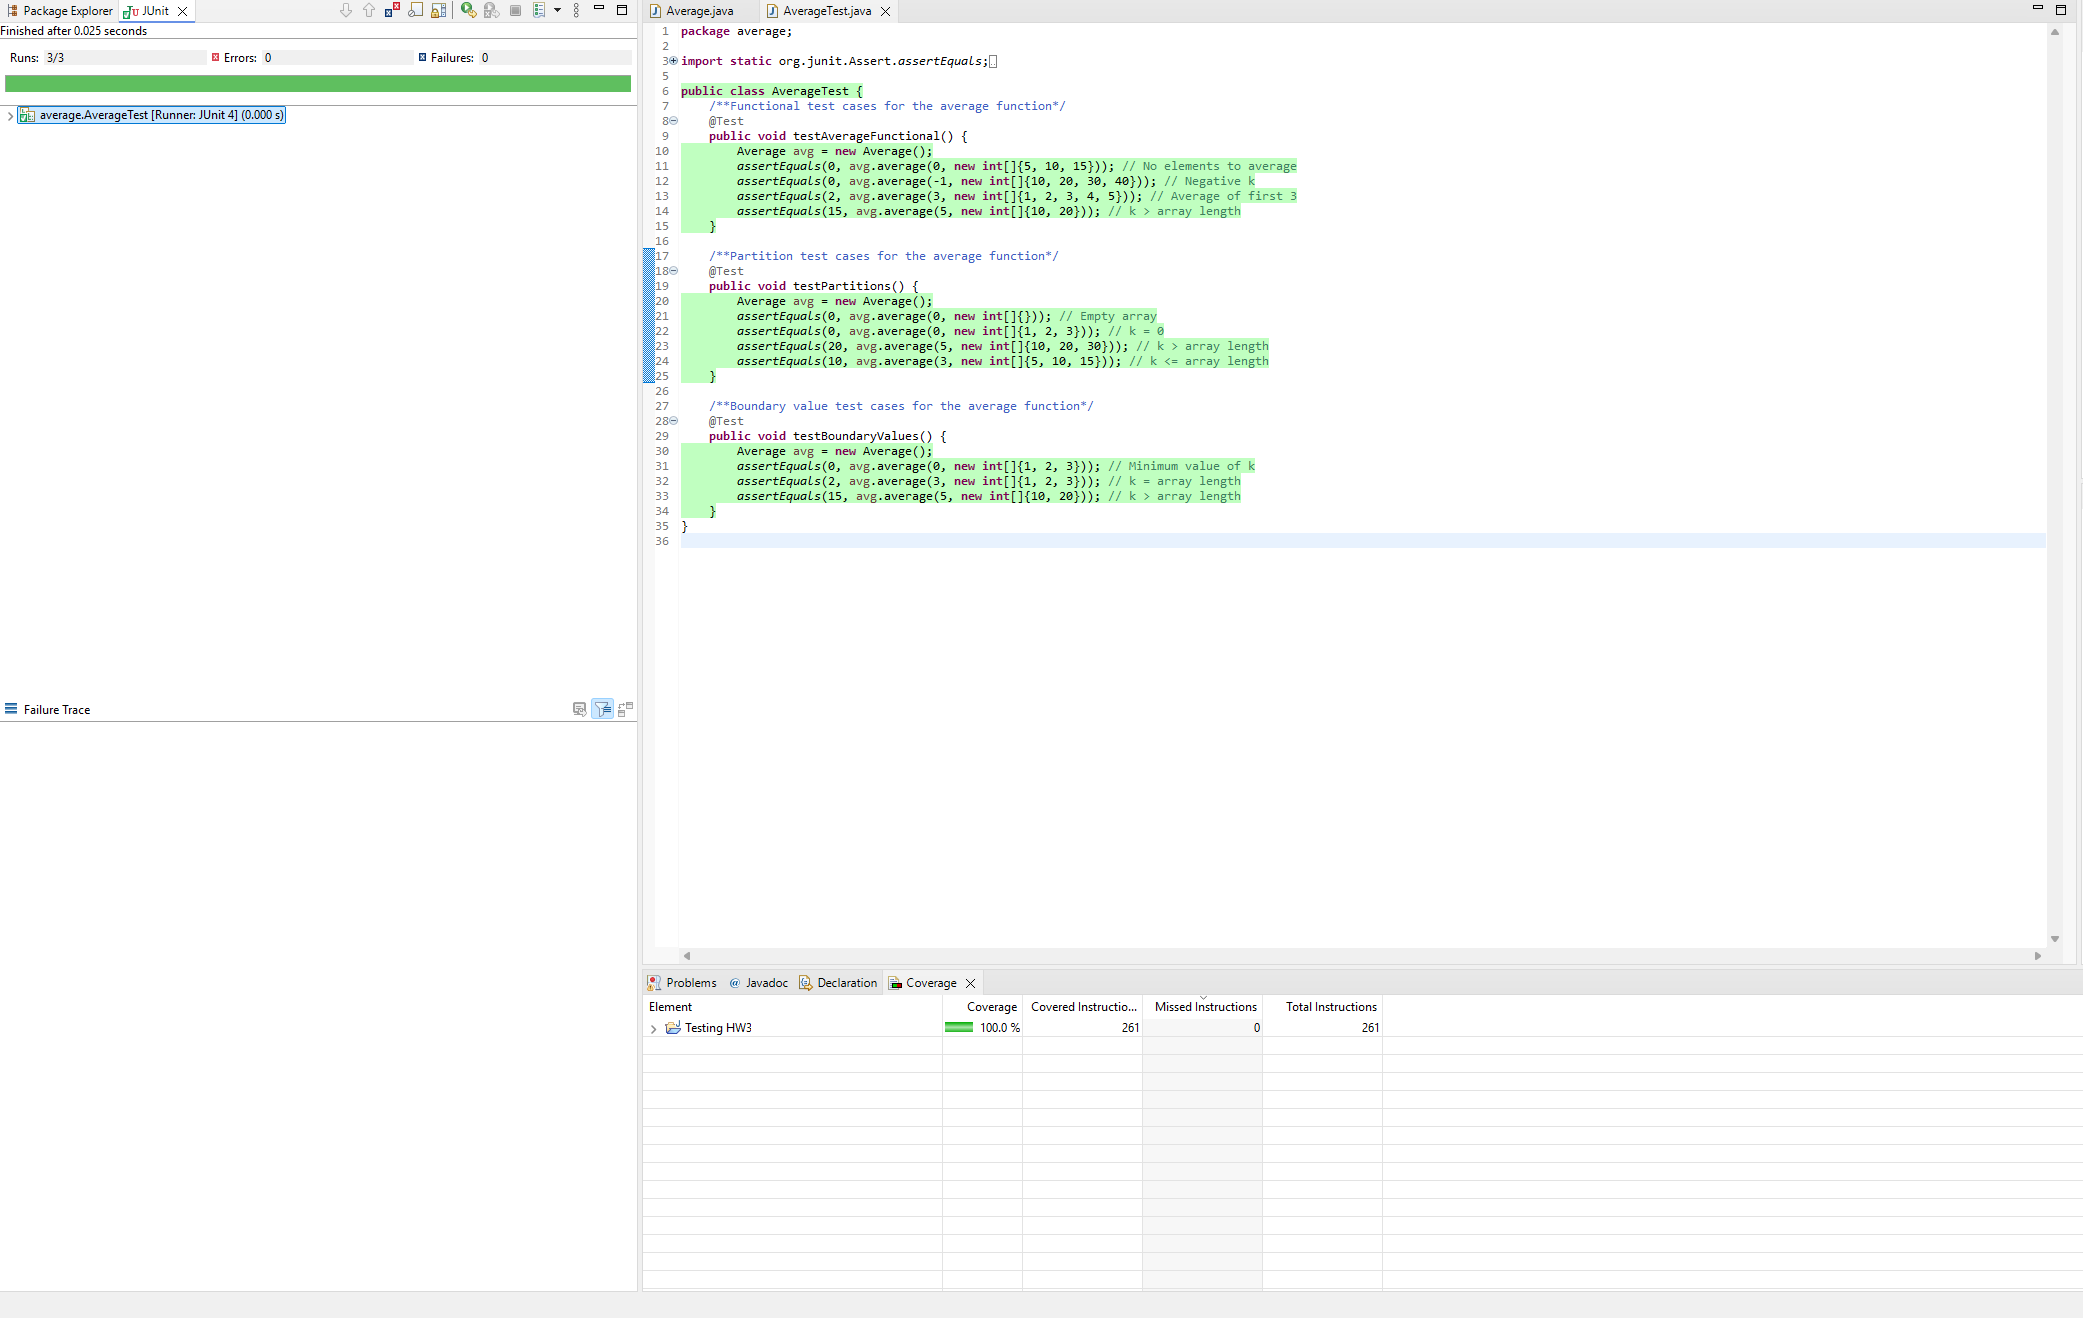 Package Explorer
JUnit
Finished after 0.025 seconds
Runs: 3/3
Errors: 0
Failures: 0
average.AverageTest [Runner: JUnit 4] (0.000 s)
Failure Trace
Average.java
AverageTest.java
1 package average;
2
3 import static org.junit.Assert.assertEquals;
5
6 public class AverageTest {
7 /**Functional test cases for the average function*/
8 @Test
9 public void testAverageFunctional() {
10 Average avg = new Average();
11 assertEquals(0, avg.average(0, new int[]{5, 10, 15})); // No elements to average
12 assertEquals(0, avg.average(-1, new int[]{10, 20, 30, 40})); // Negative k
13 assertEquals(2, avg.average(3, new int[]{1, 2, 3, 4, 5})); // Average of first 3
14 assertEquals(15, avg.average(5, new int[]{10, 20})); // k > array length
15 }
16
17 /**Partition test cases for the average function*/
18 @Test
19 public void testPartitions() {
20 Average avg = new Average();
21 assertEquals(0, avg.average(0, new int[]{})); // Empty array
22 assertEquals(0, avg.average(0, new int[]{1, 2, 3})); // k = 0
23 assertEquals(20, avg.average(5, new int[]{10, 20, 30})); // k > array length
24 assertEquals(10, avg.average(3, new int[]{5, 10, 15})); // k <= array length
25 }
26
27 /**Boundary value test cases for the average function*/
28 @Test
29 public void testBoundaryValues() {
30 Average avg = new Average();
31 assertEquals(0, avg.average(0, new int[]{1, 2, 3})); // Minimum value of k
32 assertEquals(2, avg.average(3, new int[]{1, 2, 3})); // k = array length
33 assertEquals(15, avg.average(5, new int[]{10, 20})); // k > array length
34 }
35 }
36
Problems
@ Javadoc
Declaration
Coverage
Element Coverage Covered Instructio... Missed Instructions Total Instructions
Testing HW3 100.0 % 261 0 261